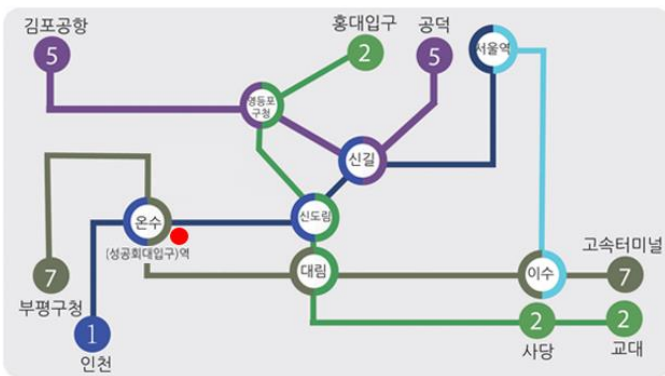 김포공항
5
홍대입구
2
공덕
5
서울역
영등포
구청
신길
온수
(성공회대입구)역
신도림
대림
이수
고속터미널
7
7
부평구청
1
인천
2
사당
2
교대